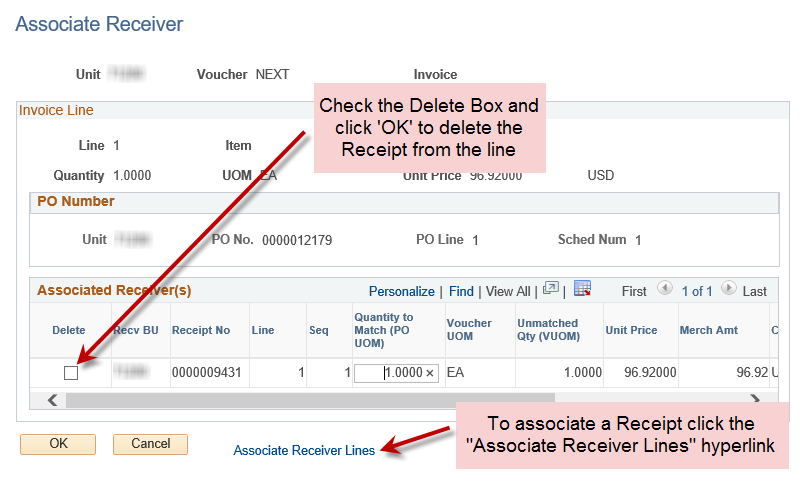 Associate Receiver
Unit Voucher NEXT Invoice
Invoice Line
Check the Delete Box and
click 'OK' to delete the
Receipt from the line
Line 1 Item
Quantity 1.0000 UOM EA Unit Price 96.92000 USD
PO Number
Unit PO No. 0000012179 PO Line 1 Sched Num 1
Associated Receiver(s) Personalize | Find | View All | | First 1 of 1 Last
Delete Recv BU Receipt No Line Seq Quantity to Match (PO UOM) Voucher UOM Unmatched Qty (VUOM) Unit Price Merch Amt C
0000009431 1 1 1.0000 × EA 1.0000 96.92000 96.92 U
To associate a Receipt click the
"Associate Receiver Lines" hyperlink
OK Cancel Associate Receiver Lines